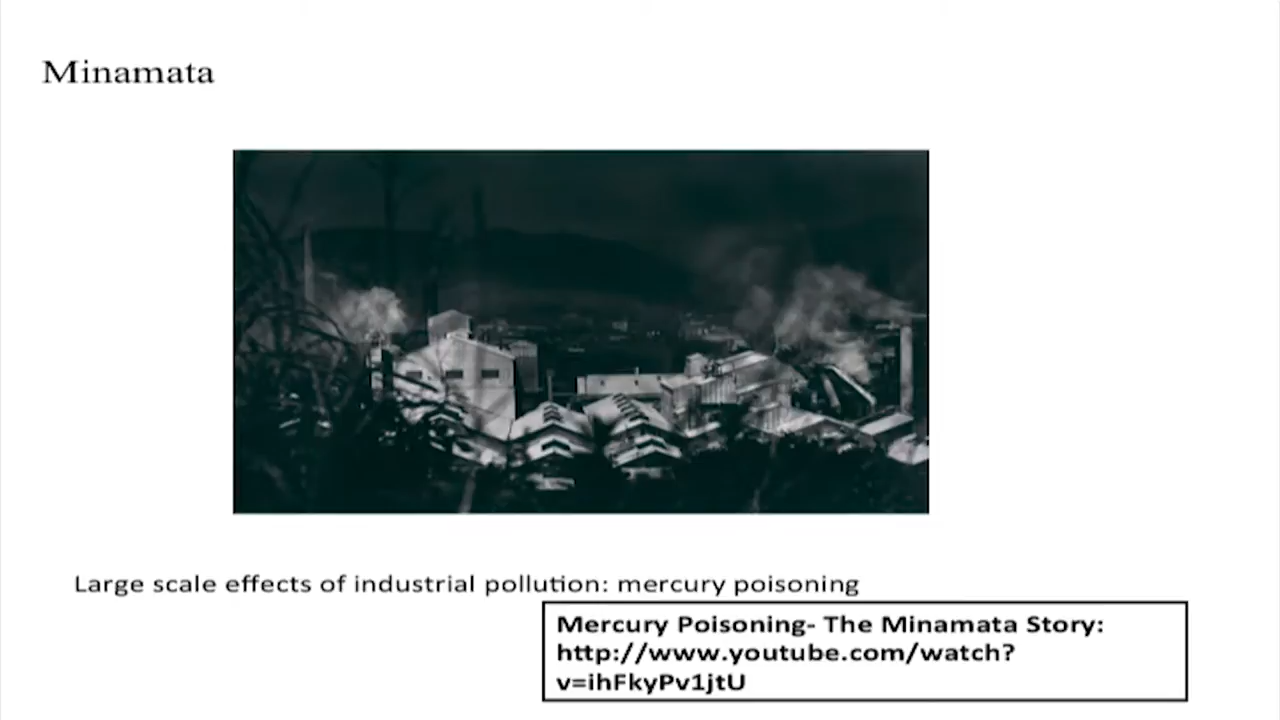 Minamata
Large scale effects of industrial pollution: mercury poisoning
Mercury Poisoning- The Minamata Story:
http://www.youtube.com/watch?
v=ihFkyPv1jtU